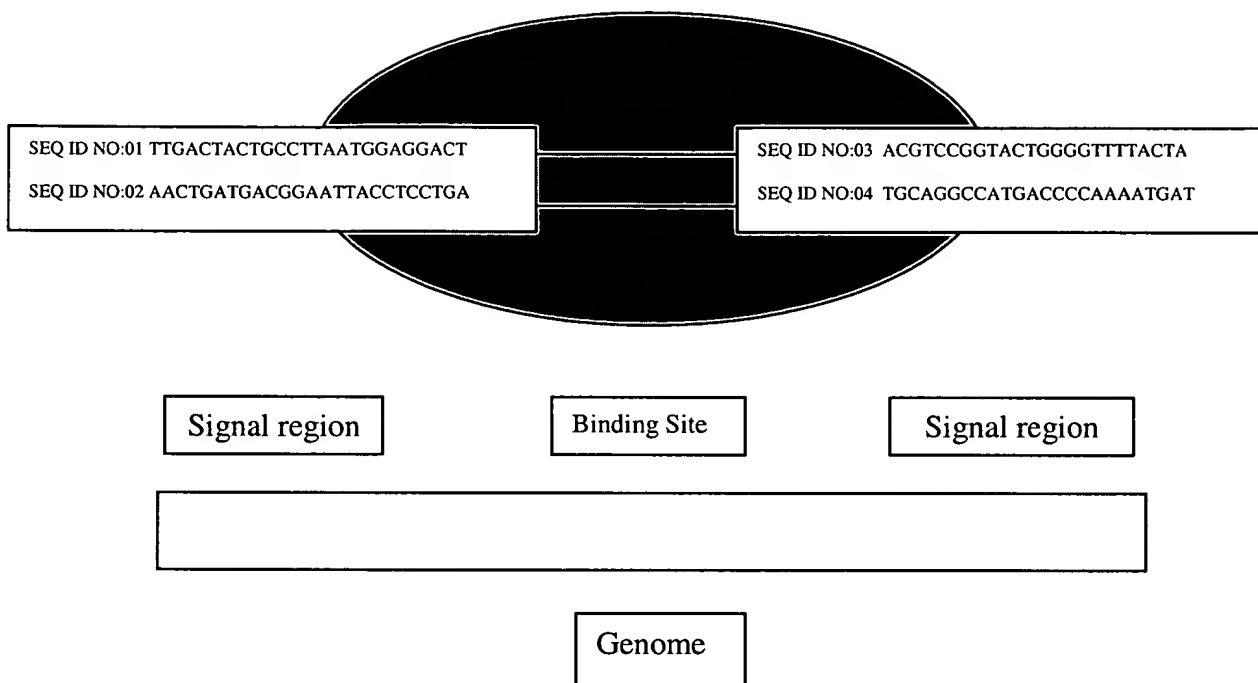 SEQ ID NO:01 TTGACTACTGCCTTAATGGAGGACT
SEQ ID NO:02 AACTGATGACGGAATTACCTCCTGA
SEQ ID NO:03 ACGTCCGGTACTGGGGTTTTACTA
SEQ ID NO:04 TGCAGGCCATGACCCCAAAATGAT
Signal region
Binding Site
Signal region
Genome